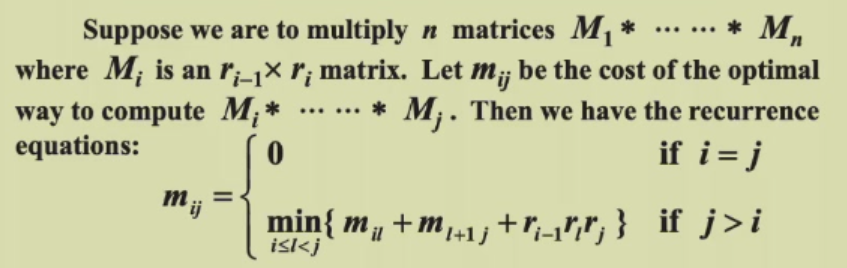 Suppose we are to multiply n matrices M₁ * ⋯ ⋯ * Mₙ
where Mᵢ is an rᵢ₋₁ × rᵢ matrix. Let mᵢⱼ be the cost of the optimal
way to compute Mᵢ * ⋯ ⋯ * Mⱼ. Then we have the recurrence
equations:
mᵢⱼ = { 0 if i = j
min{ mᵢₗ + mₗ₊₁ⱼ + rᵢ₋₁rₗrⱼ } if j > i
i≤l<j